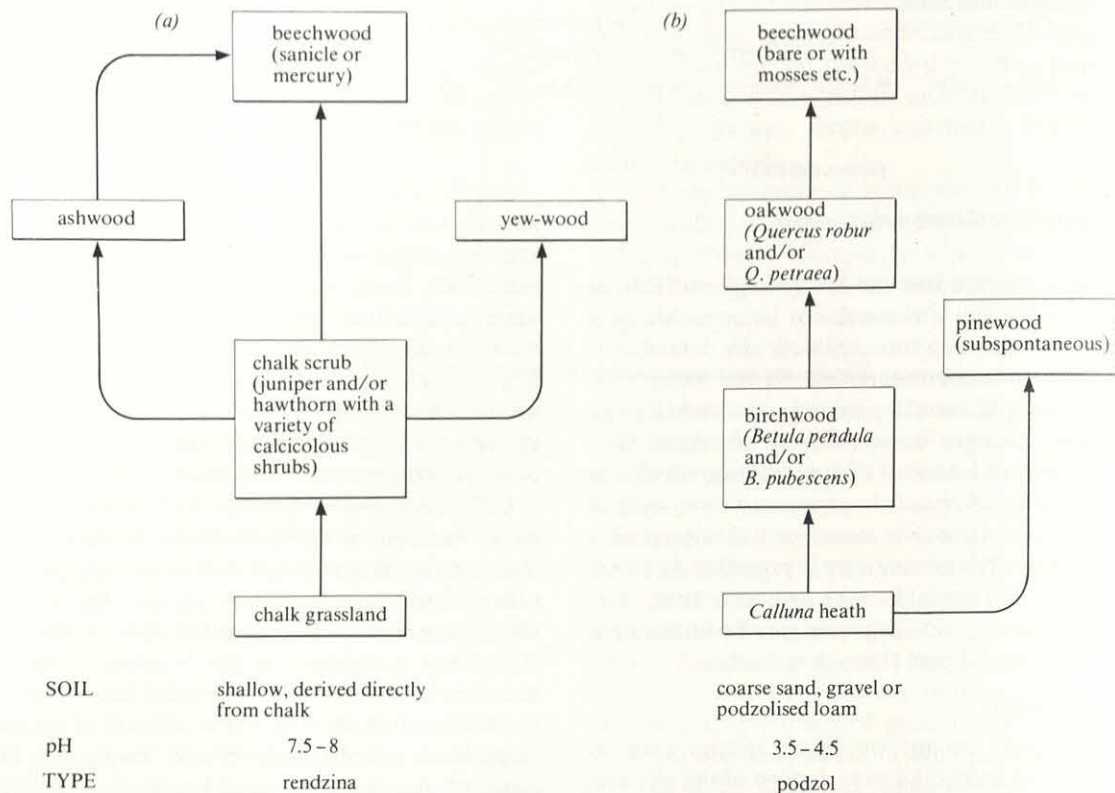 (a)
beechwood
(sanicle or
mercury)
ashwood
yew-wood
chalk scrub
(juniper and/or
hawthorn with a
variety of
calcicolous
shrubs)
chalk grassland
(b)
beechwood
(bare or with
mosses etc.)
oakwood
(Quercus robur
and/or
Q. petraea)
pinewood
(subspontaneous)
birchwood
(Betula pendula
and/or
B. pubescens)
Calluna heath
SOIL shallow, derived directly from chalk coarse sand, gravel or podzolised loam
pH 7.5–8 3.5–4.5
TYPE rendzina podzol